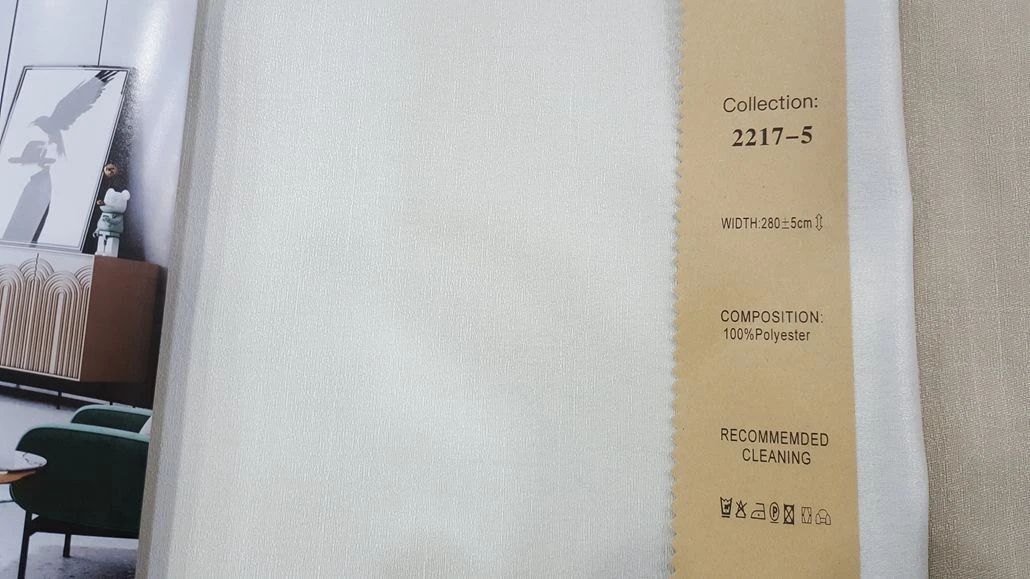 Collection:
2217-5
WIDTH:280±5cm⇕
COMPOSITION:
100%Polyester
RECOMMEMDED
CLEANING
P